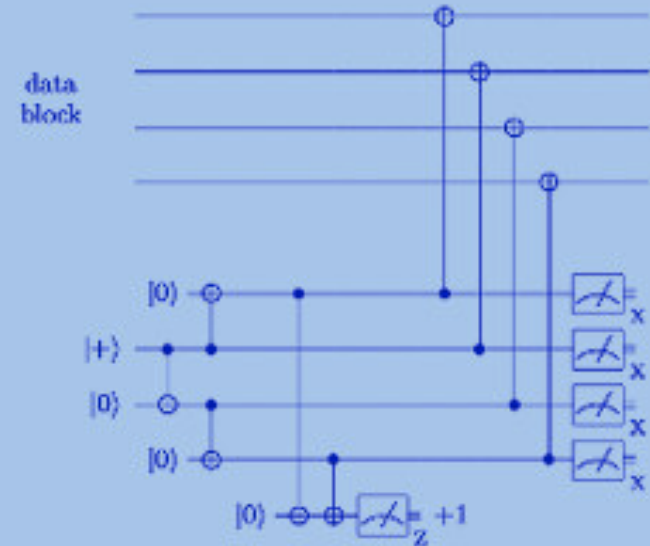 data
block
|0⟩
x
|+⟩
x
|0⟩
x
|0⟩
x
|0⟩
z
+1